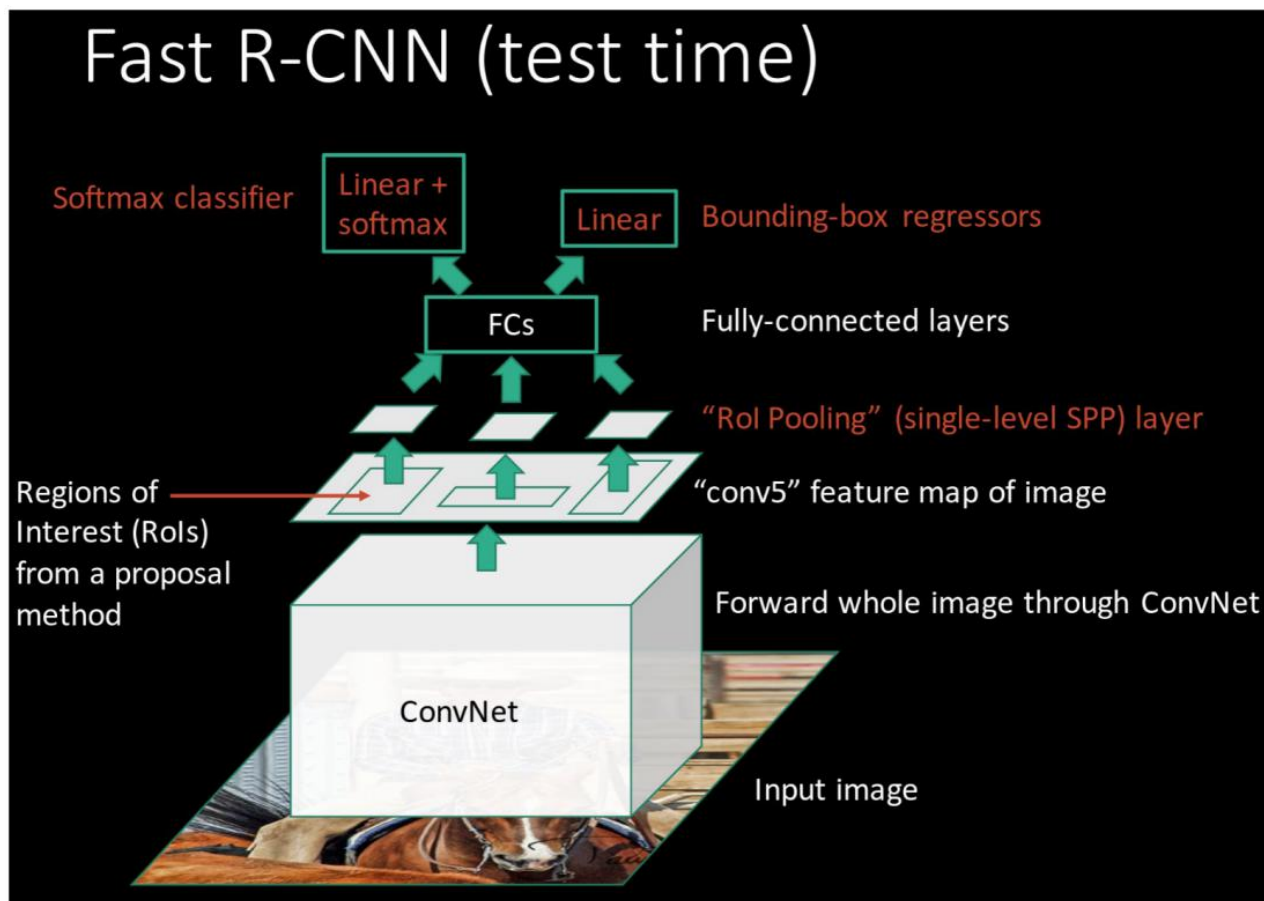 Fast R-CNN (test time)
Softmax classifier
Linear +
softmax
Linear
Bounding-box regressors
FCs
Fully-connected layers
“RoI Pooling” (single-level SPP) layer
Regions of
Interest (RoIs)
from a proposal
method
“conv5” feature map of image
Forward whole image through ConvNet
ConvNet
Input image